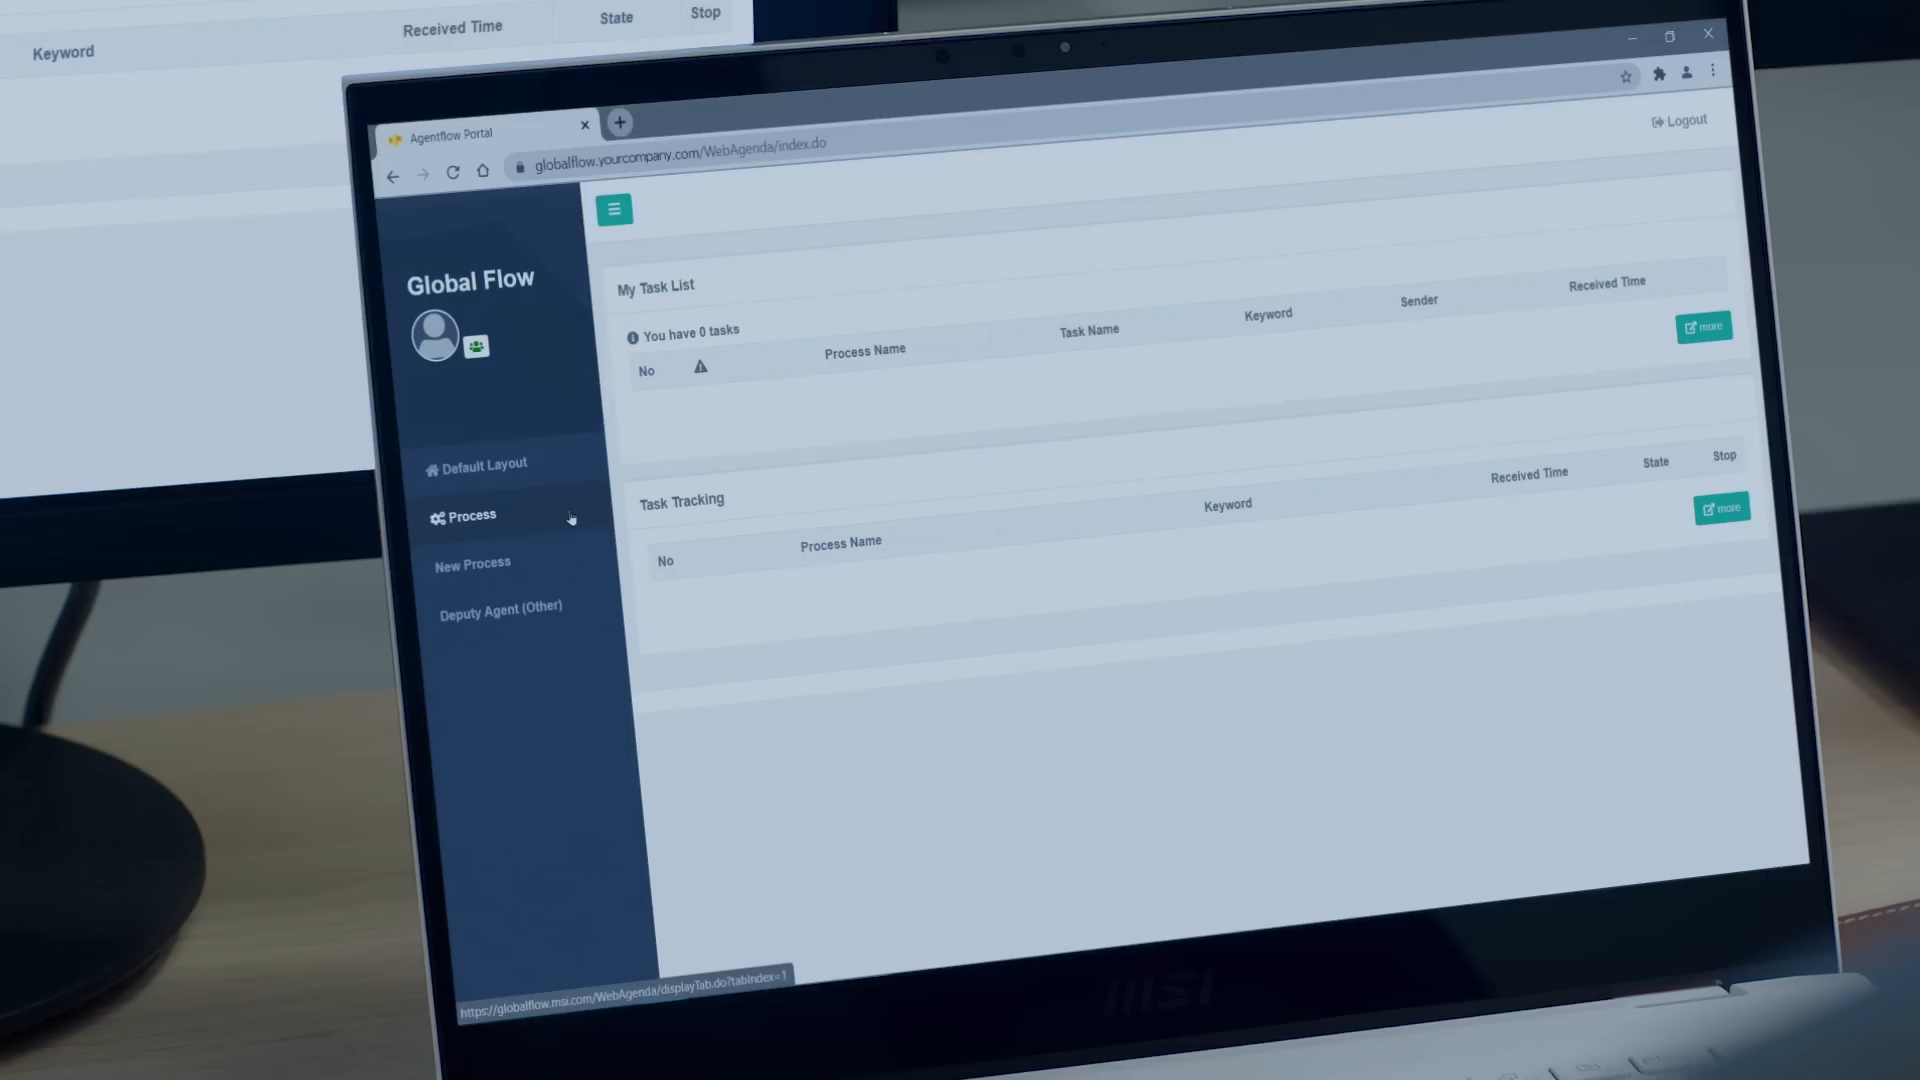 Keyword Received Time State Stop
Agentflow Portal
globalflow.yourcompany.com/WebAgenda/index.do
Logout
Global Flow
Default Layout
Process
New Process
Deputy Agent (Other)
My Task List
You have 0 tasks
No Process Name Task Name Keyword Sender Received Time
more
Task Tracking
No Process Name Keyword Received Time State Stop
more
https://globalflow.msi.com/WebAgenda/displayTab.do?tabIndex=1
msi